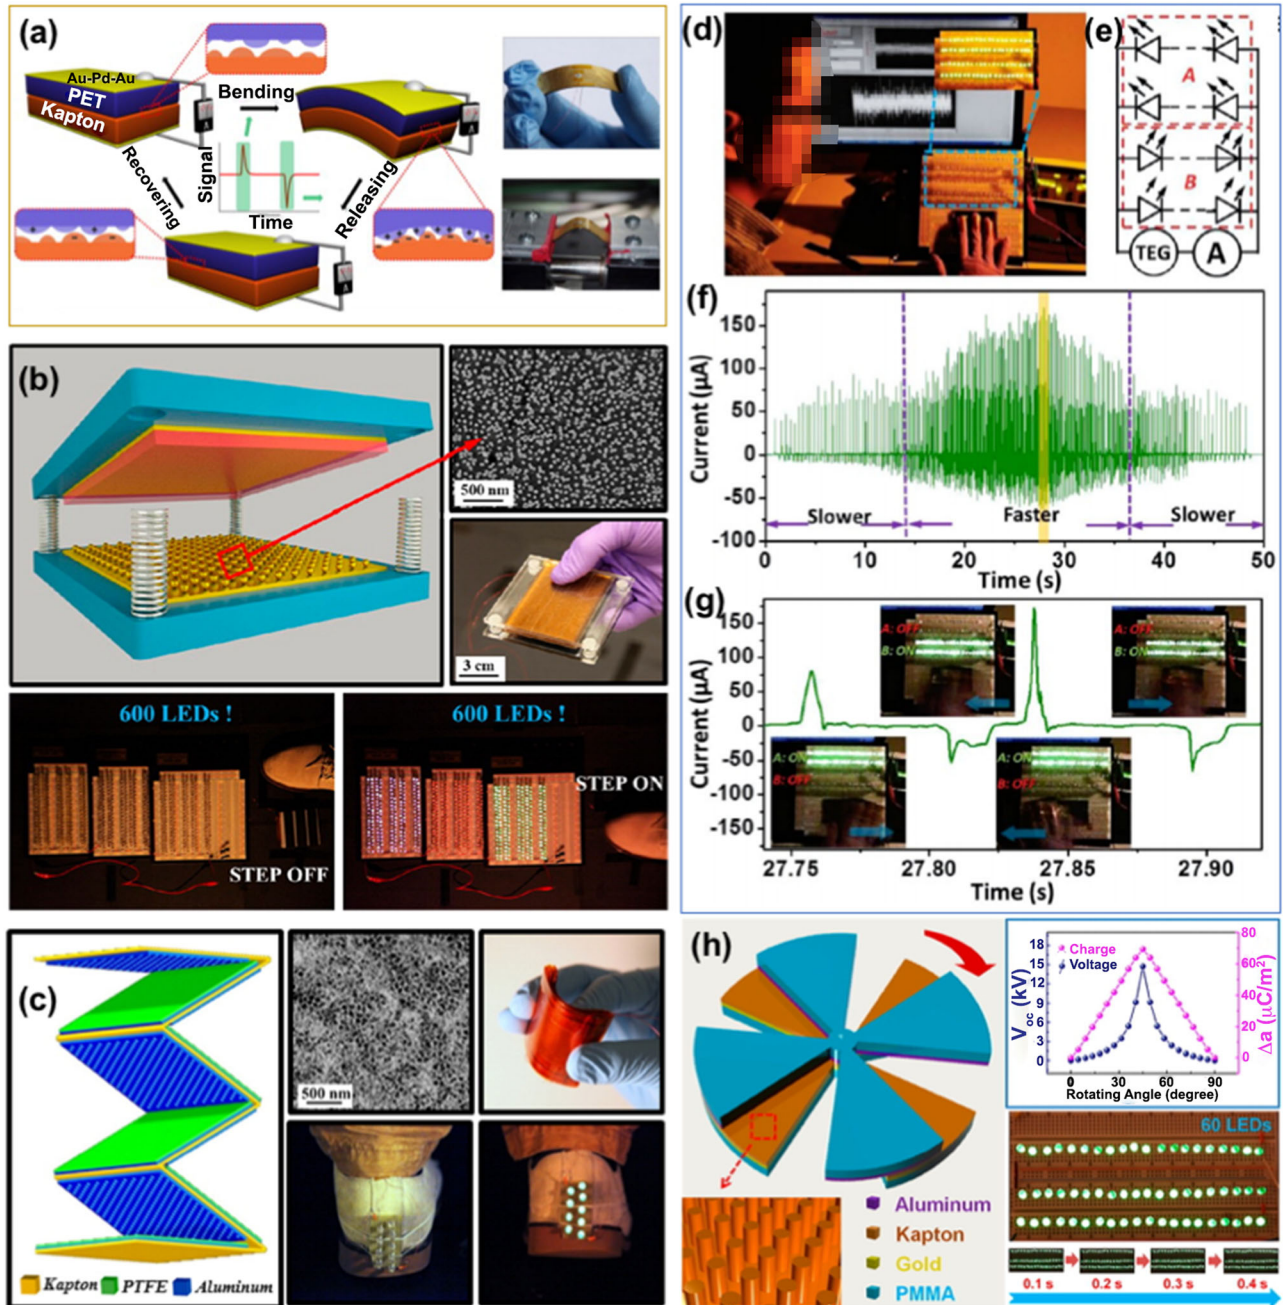 (a)
Au-Pd-Au
PET
Kapton
A
Bending
A
Recovering
Signal
Time
Releasing
A
(b)
500 nm
3 cm
600 LEDs !
STEP OFF
600 LEDs !
STEP ON
(c)
500 nm
Kapton
PTFE
Aluminum
(d)
(e)
A
B
TEG
A
(f)
Current (µA)
150
100
50
0
-50
-100
Slower
Faster
Slower
0
10
20
30
40
50
Time (s)
(g)
Current (µA)
150
100
50
0
-50
-100
-150
A: OFF
B: ON
A: OFF
B: ON
A: ON
B: OFF
A: ON
B: OFF
27.75
27.80
27.85
27.90
Time (s)
(h)
Aluminum
Kapton
Gold
PMMA
Voc (kV)
18
15
12
9
6
3
0
Charge
Voltage
80
60
40
20
0
Δa (µC/m²)
0
45
90
Rotating Angle (degree)
60 LEDs
0.1 s
0.2 s
0.3 s
0.4 s